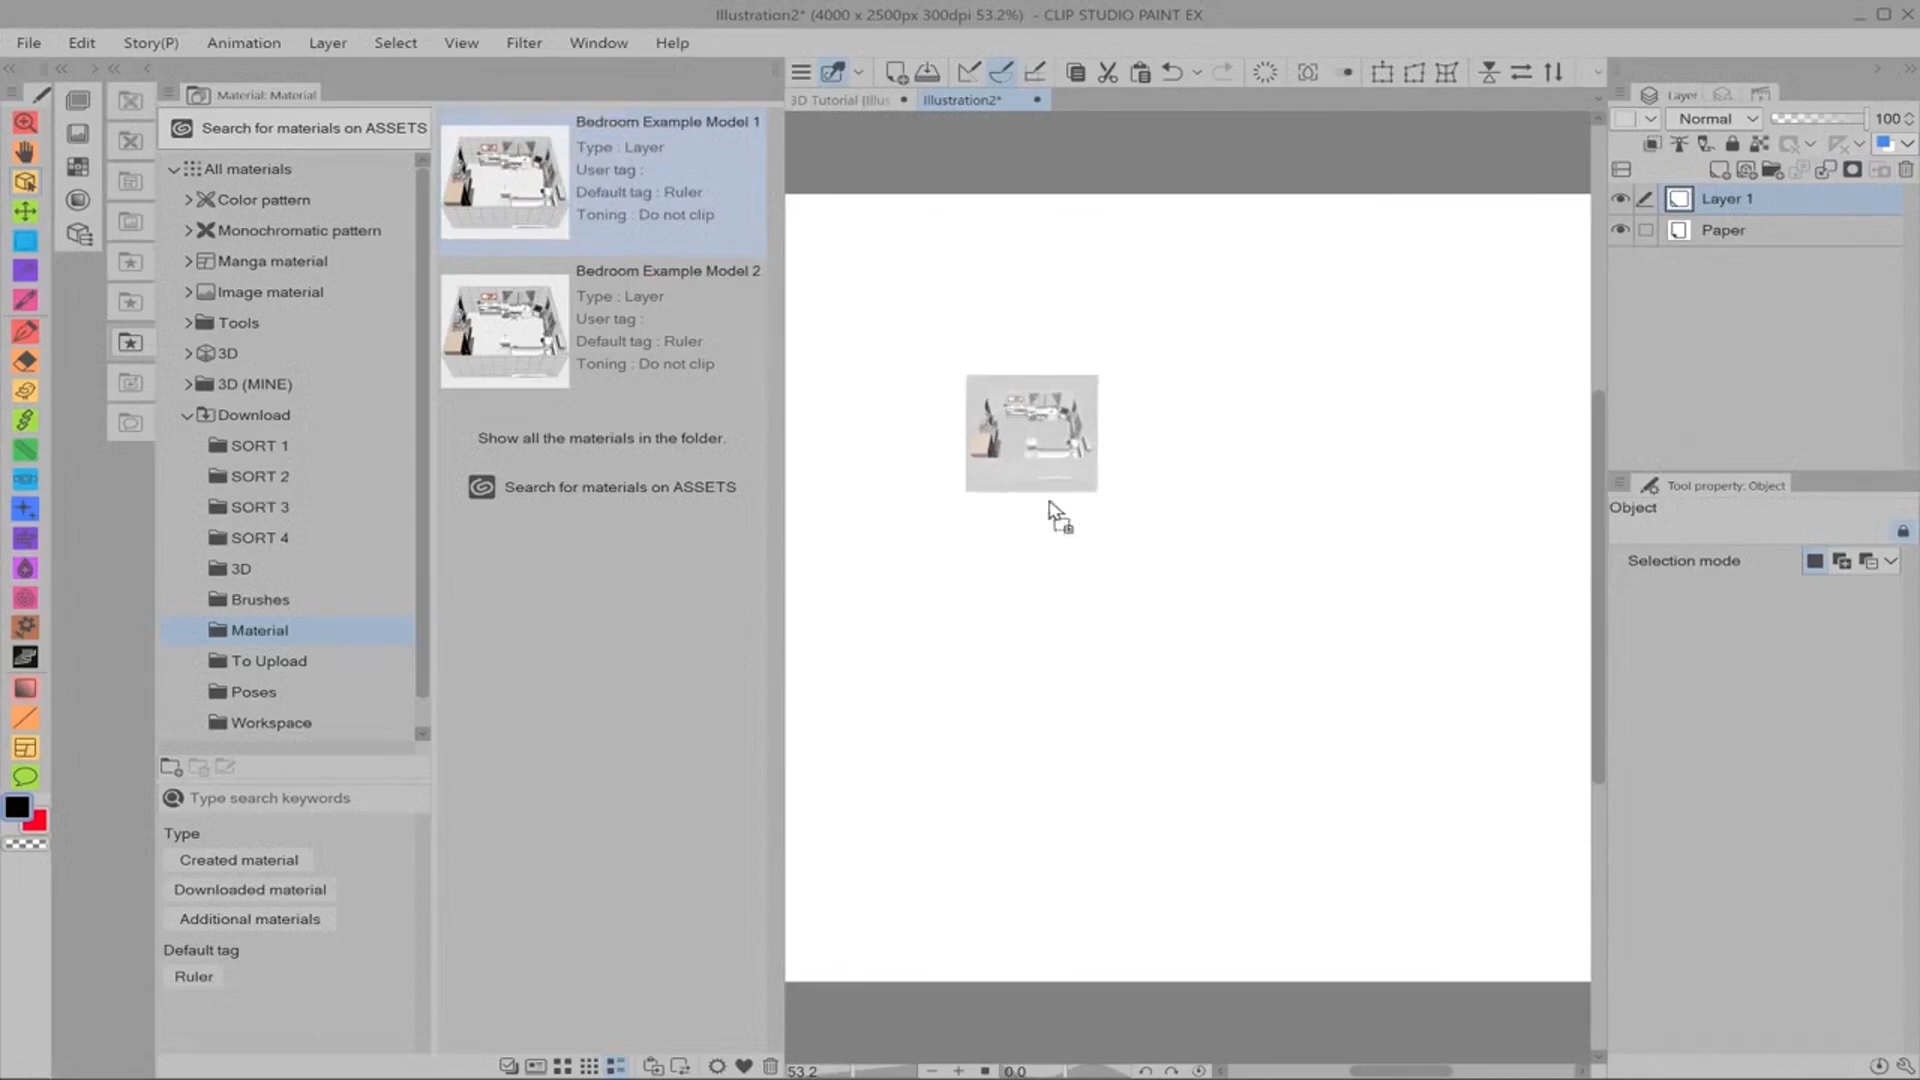 Illustration2* (4000 x 2500px 300dpi 53.2%) - CLIP STUDIO PAINT EX
File Edit Story(P) Animation Layer Select View Filter Window Help
Material: Material
Search for materials on ASSETS
All materials
Color pattern
Monochromatic pattern
Manga material
Image material
Tools
3D
3D (MINE)
Download
SORT 1
SORT 2
SORT 3
SORT 4
3D
Brushes
Material
To Upload
Poses
Workspace
Type search keywords
Type
Created material
Downloaded material
Additional materials
Default tag
Ruler
Bedroom Example Model 1
Type : Layer
User tag :
Default tag : Ruler
Toning : Do not clip
Bedroom Example Model 2
Type : Layer
User tag :
Default tag : Ruler
Toning : Do not clip
Show all the materials in the folder.
Search for materials on ASSETS
3D Tutorial [Illus
Illustration2*
53.2
0.0
Layer
Normal 100
Layer 1
Paper
Tool property: Object
Object
Selection mode